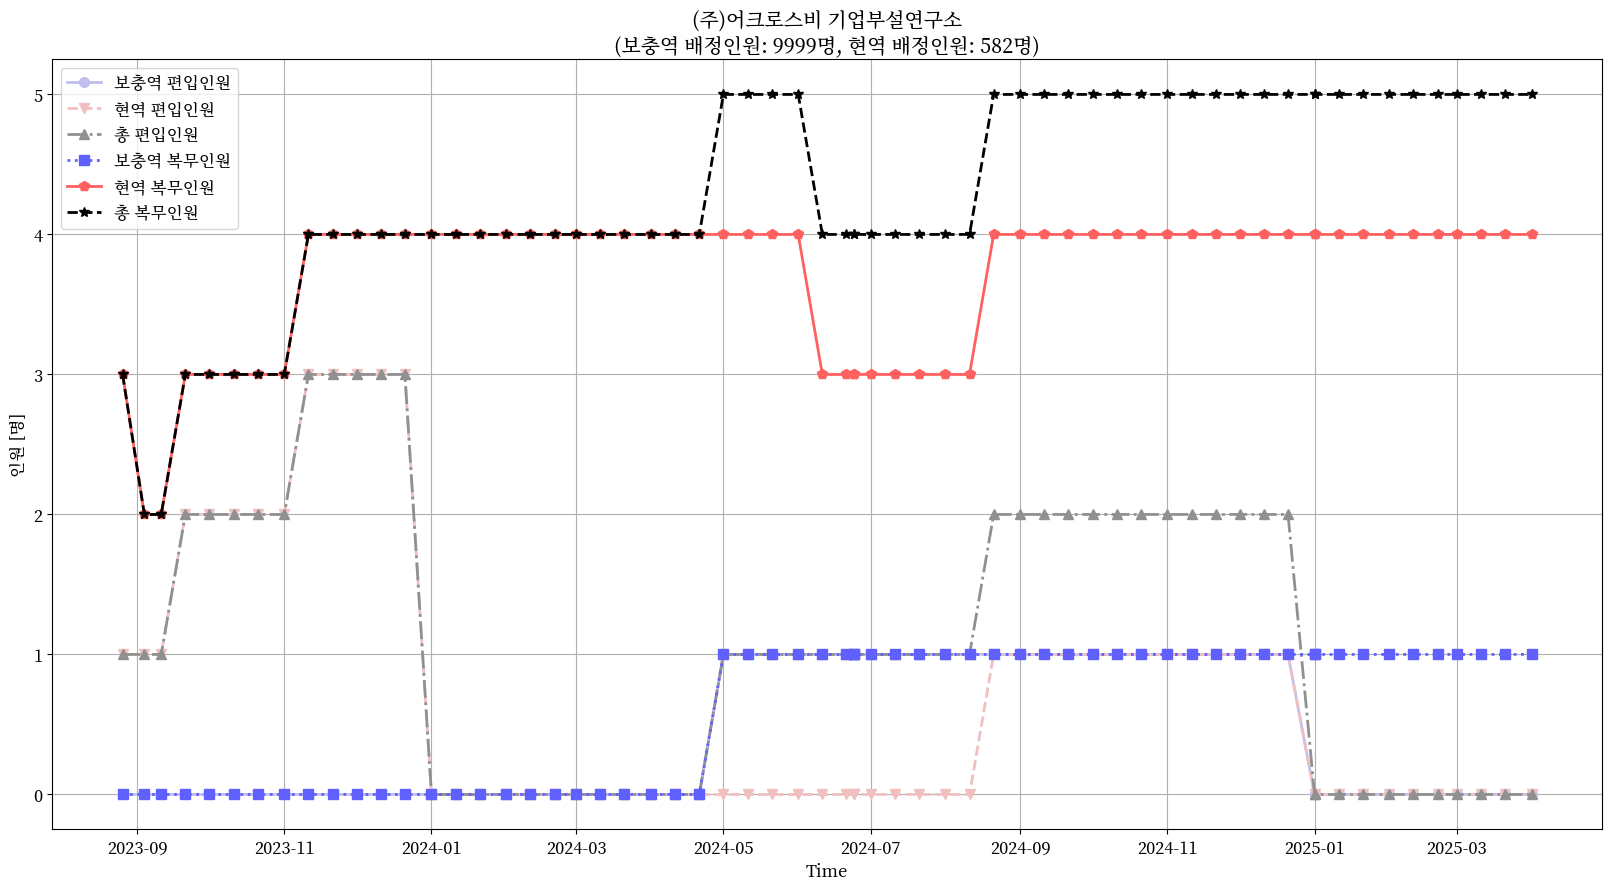 (주)어크로스비 기업부설연구소
(보충역 배정인원: 9999명, 현역 배정인원: 582명)
보충역 편입인원
현역 편입인원
총 편입인원
보충역 복무인원
현역 복무인원
총 복무인원
인원 [명]
5
4
3
2
1
0
2023-09 2023-11 2024-01 2024-03 2024-05 2024-07 2024-09 2024-11 2025-01 2025-03
Time